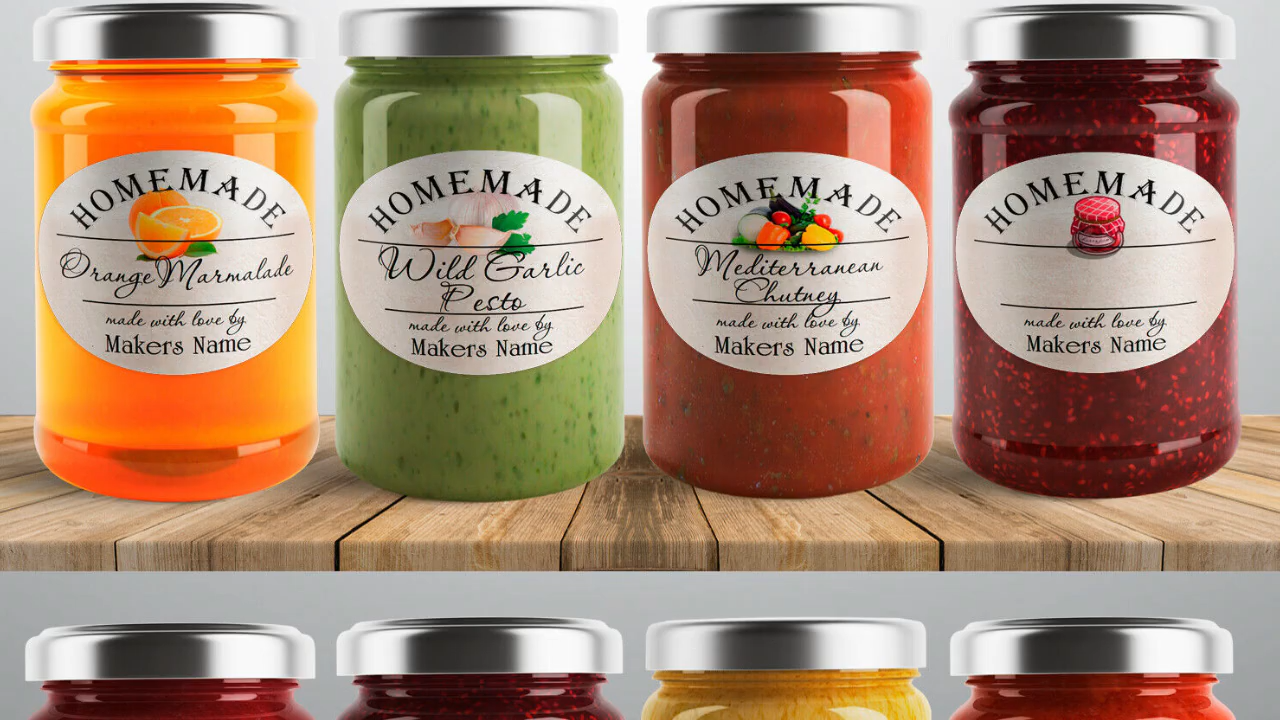 HOMEMADE
Orange Marmalade
made with love by
Makers Name
HOMEMADE
Wild Garlic
Pesto
made with love by
Makers Name
HOMEMADE
Mediterranean
Chutney
made with love by
Makers Name
HOMEMADE
made with love by
Makers Name